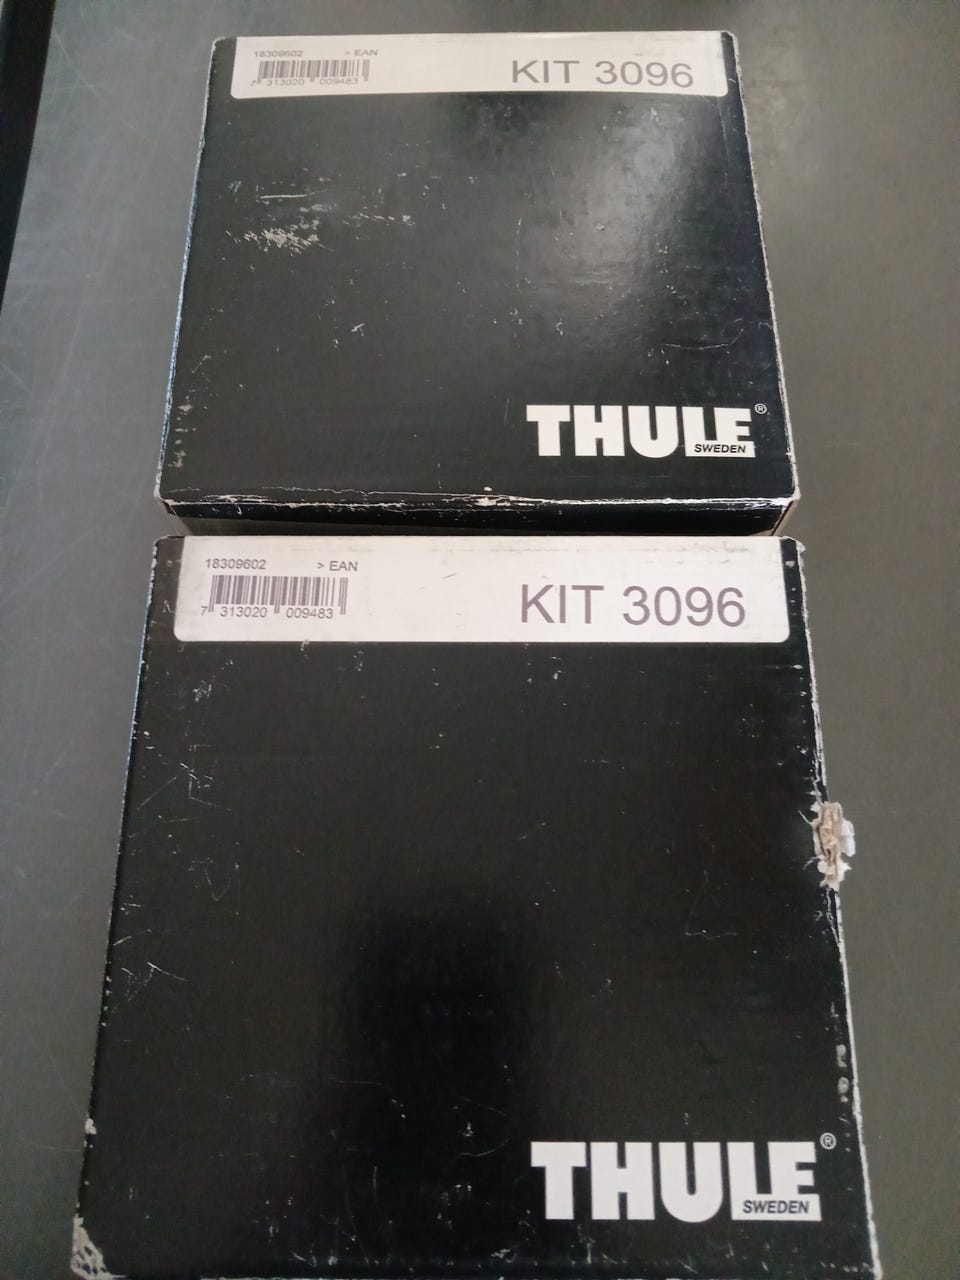 18309602 > EAN
7 313020 009483
KIT 3096
THULE®
SWEDEN
18309602 > EAN
7 313020 009483
KIT 3096
THULE®
SWEDEN